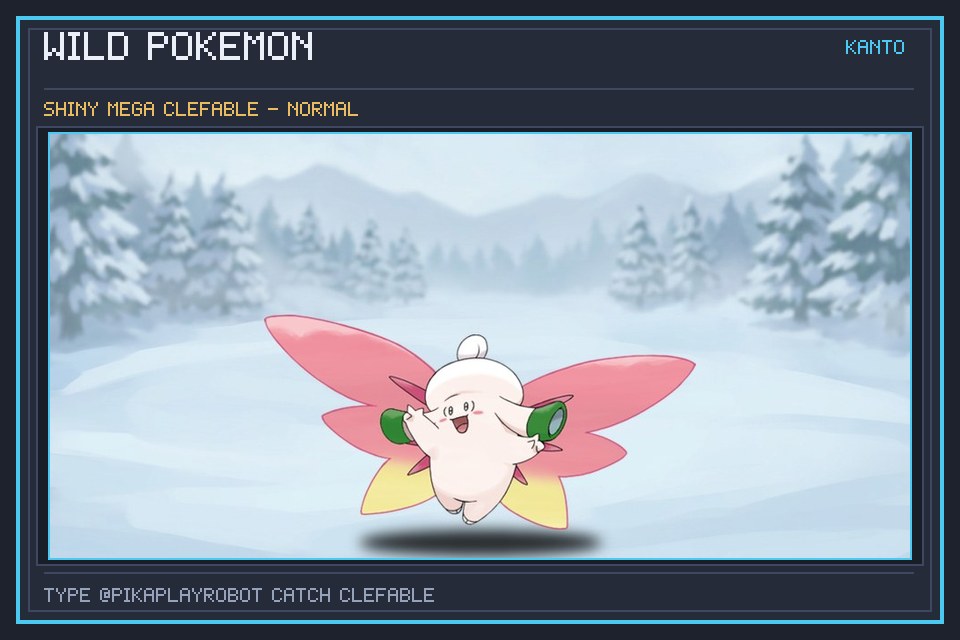 WILD POKEMON
KANTO
SHINY MEGA CLEFABLE - NORMAL
TYPE @PIKAPLAYROBOT CATCH CLEFABLE